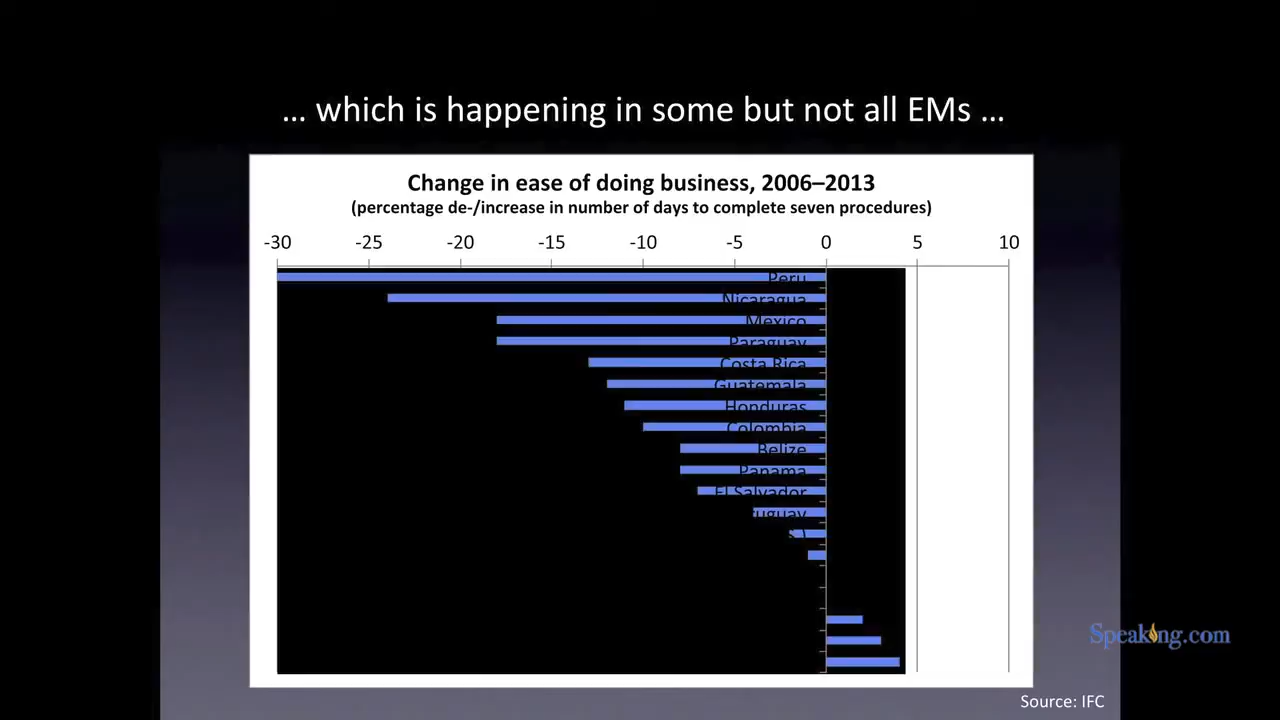 … which is happening in some but not all EMs …
Change in ease of doing business, 2006–2013
(percentage de-/increase in number of days to complete seven procedures)
-30 -25 -20 -15 -10 -5 0 5 10
Peru
Nicaragua
Mexico
Paraguay
Costa Rica
Guatemala
Honduras
Colombia
Belize
Panama
El Salvador
Speaking.com
Source: IFC